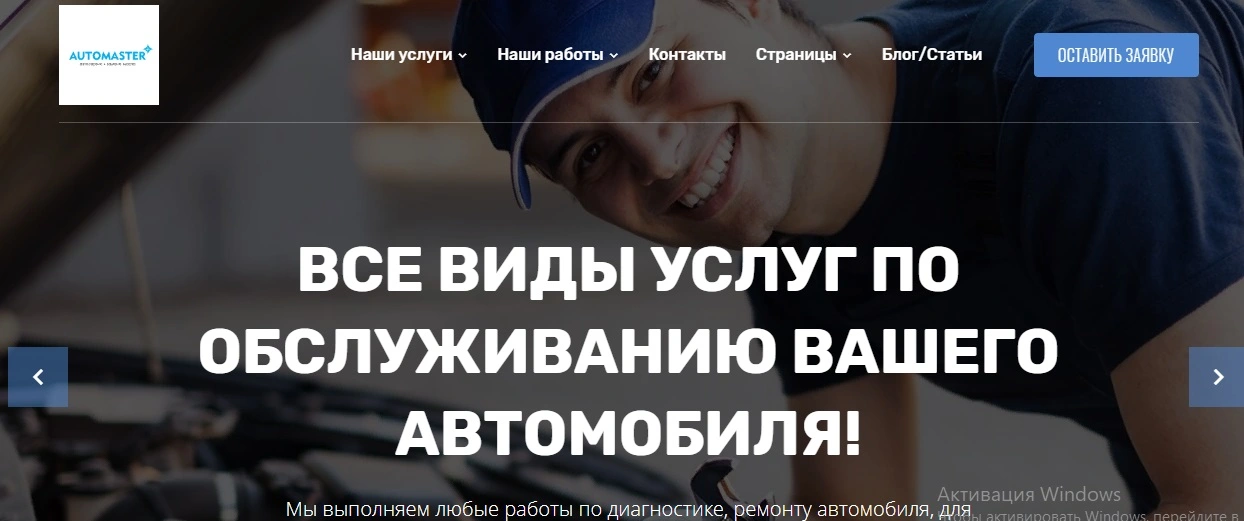 AUTOMASTER
Наши услуги
Наши работы
Контакты
Страницы
Блог/Статьи
ОСТАВИТЬ ЗАЯВКУ
ВСЕ ВИДЫ УСЛУГ ПО
ОБСЛУЖИВАНИЮ ВАШЕГО
АВТОМОБИЛЯ!
Мы выполняем любые работы по диагностике, ремонту автомобиля, для
Активация Windows
Чтобы активировать Windows, перейдите в